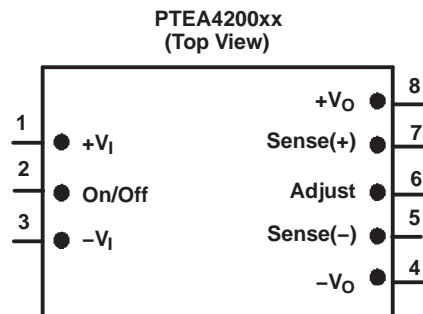 PTEA4200xx
(Top View)
1
+VI
2
On/Off
3
−VI
8
+VO
7
Sense(+)
6
Adjust
5
Sense(−)
4
−VO